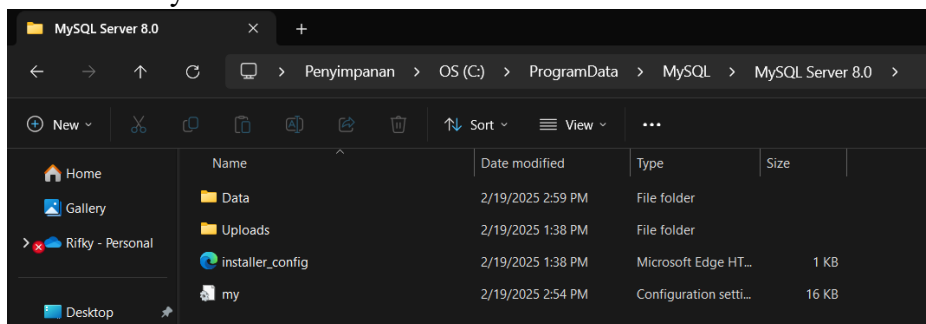 MySQL Server 8.0
Penyimpanan > OS (C:) > ProgramData > MySQL > MySQL Server 8.0 >
New Sort View
Name Date modified Type Size
Home
Gallery
Rifky - Personal
Desktop
Data 2/19/2025 2:59 PM File folder
Uploads 2/19/2025 1:38 PM File folder
installer_config 2/19/2025 1:38 PM Microsoft Edge HT... 1 KB
my 2/19/2025 2:54 PM Configuration setti... 16 KB